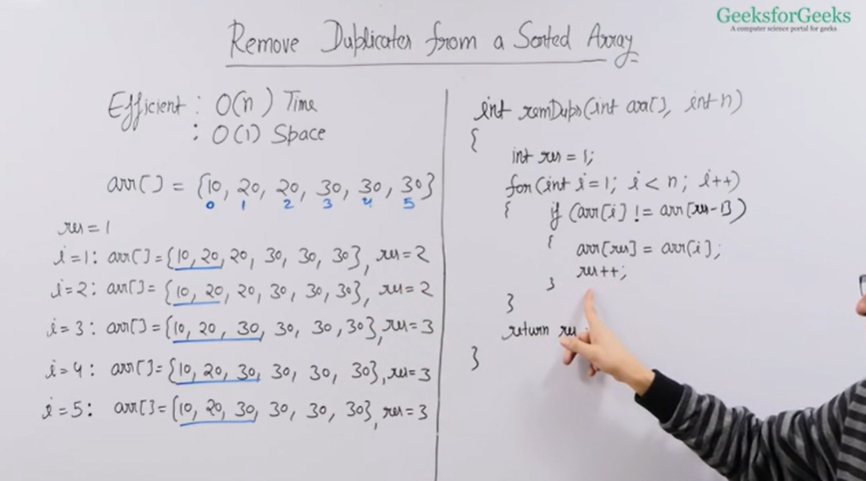 GeeksforGeeks
A computer science portal for geeks
Remove Duplicates from a Sorted Array
Efficient : O(n) Time
: O(1) Space
arr[] = {10, 20, 20, 30, 30, 30}
0 1 2 3 4 5
res = 1
i=1: arr[] = {10, 20, 20, 30, 30, 30}, res=2
i=2: arr[] = {10, 20, 20, 30, 30, 30}, res=2
i=3: arr[] = {10, 20, 30, 30, 30, 30}, res=3
i=4: arr[] = {10, 20, 30, 30, 30, 30}, res=3
i=5: arr[] = {10, 20, 30, 30, 30, 30}, res=3
int remDups(int arr[], int n)
{
int res = 1;
for(int i=1; i<n; i++)
{ if (arr[i] != arr[res-1])
{
arr[res] = arr[i];
res++;
}
}
return res
}